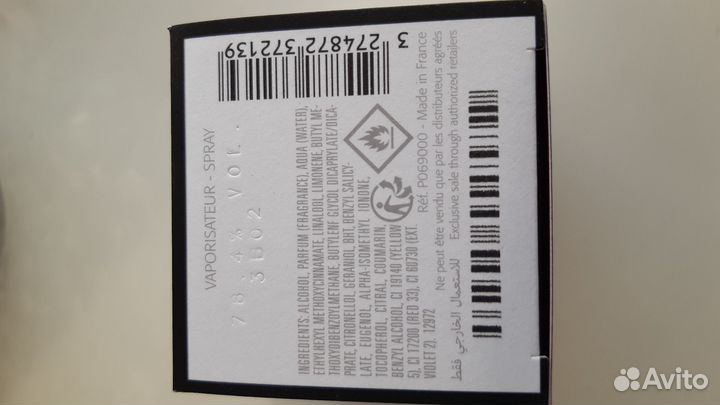 VAPORISATEUR - SPRAY
78.4% VOL.
3B02
3 274872 372139
INGREDIENTS: ALCOHOL, PARFUM (FRAGRANCE), AQUA (WATER),
ETHYLHEXYL METHOXYCINNAMATE, LINALOOL, LIMONENE, BUTYL ME-
THOXYDIBENZOYLMETHANE, BUTYLENE GLYCOL DICAPRYLATE/DICA-
PRATE, CITRONELLOL, GERANIOL, BHT, BENZYL SALICY-
LATE, EUGENOL, ALPHA-ISOMETHYL IONONE,
TOCOPHEROL, CITRAL, COUMARIN,
BENZYL ALCOHOL, CI 19140 (YELLOW
5), CI 17200 (RED 33), CI 60730 (EXT.
VIOLET 2). 12972
Réf. P069000 - Made in France
Ne peut être vendu que par les distributeurs agréés
Exclusive sale through authorized retailers
للاستعمال الخارجي فقط
Avito